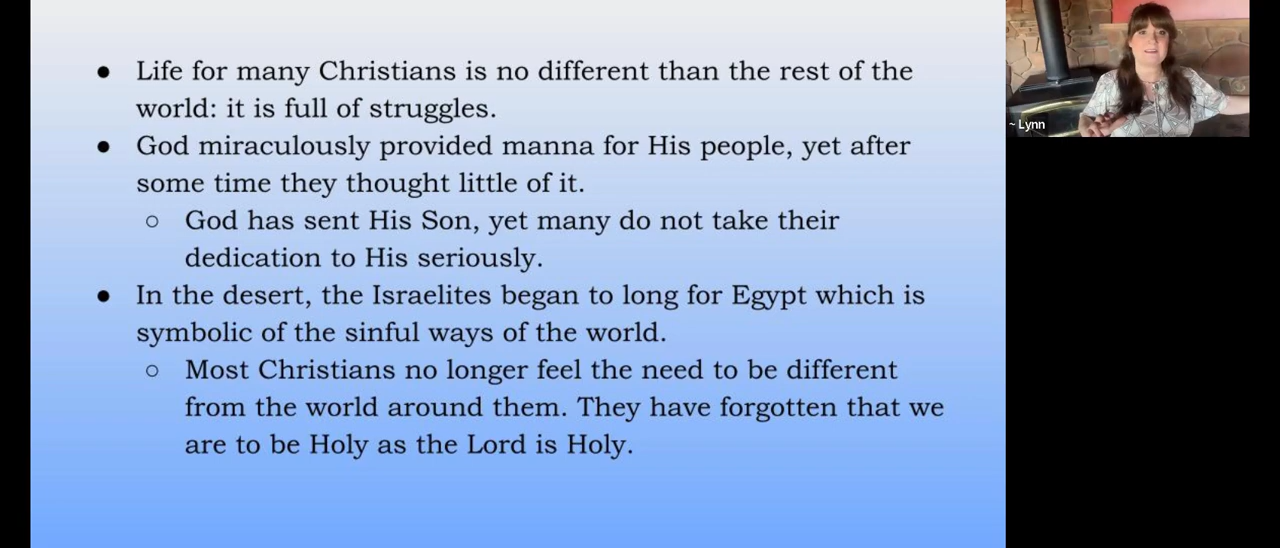 ● Life for many Christians is no different than the rest of the
world: it is full of struggles.
● God miraculously provided manna for His people, yet after
some time they thought little of it.
○ God has sent His Son, yet many do not take their
dedication to His seriously.
● In the desert, the Israelites began to long for Egypt which is
symbolic of the sinful ways of the world.
○ Most Christians no longer feel the need to be different
from the world around them. They have forgotten that we
are to be Holy as the Lord is Holy.
~ Lynn